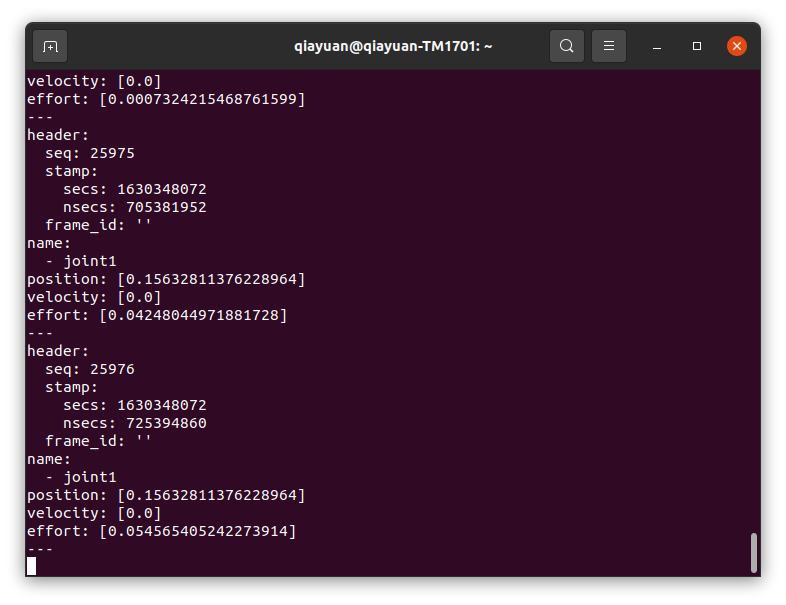 qiayuan@qiayuan-TM1701: ~
velocity: [0.0]
effort: [0.0007324215468761599]
---
header:
  seq: 25975
  stamp:
    secs: 1630348072
    nsecs: 705381952
  frame_id: ''
name:
  - joint1
position: [0.15632811376228964]
velocity: [0.0]
effort: [0.04248044971881728]
---
header:
  seq: 25976
  stamp:
    secs: 1630348072
    nsecs: 725394860
  frame_id: ''
name:
  - joint1
position: [0.15632811376228964]
velocity: [0.0]
effort: [0.054565405242273914]
---